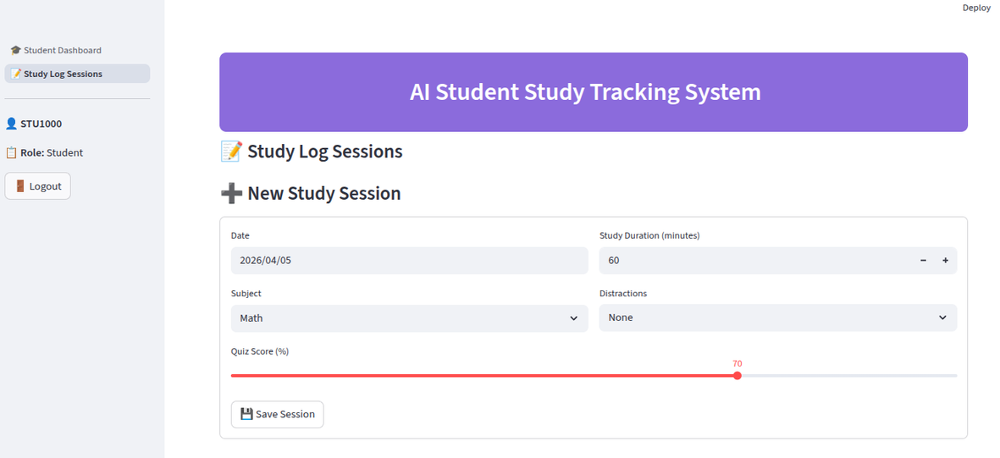 Deploy
🎓 Student Dashboard
📝 Study Log Sessions
👤 STU1000
📋 Role: Student
🚪 Logout
AI Student Study Tracking System
📝 Study Log Sessions
➕ New Study Session
Date
2026/04/05
Study Duration (minutes)
60
Subject
Math
Distractions
None
Quiz Score (%)
70
💾 Save Session